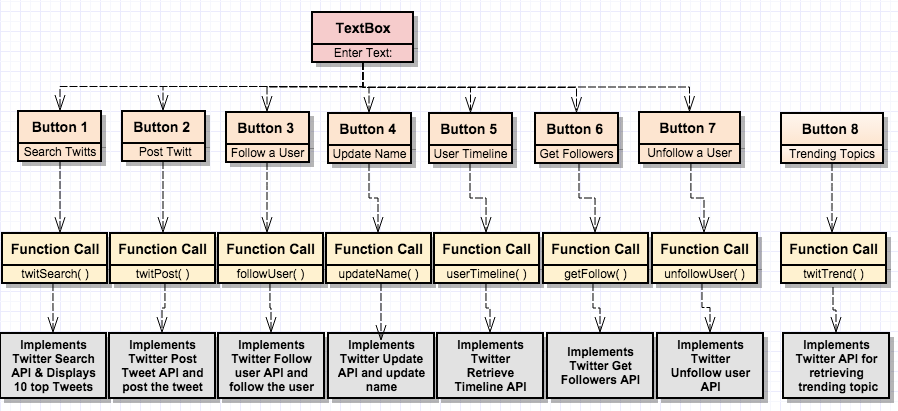 TextBox
Enter Text:
Button 1
Search Twitts
Button 2
Post Twitt
Button 3
Follow a User
Button 4
Update Name
Button 5
User Timeline
Button 6
Get Followers
Button 7
Unfollow a User
Button 8
Trending Topics
Function Call
twitSearch( )
Function Call
twitPost( )
Function Call
followUser( )
Function Call
updateName( )
Function Call
userTimeline( )
Function Call
getFollow( )
Function Call
unfollowUser( )
Function Call
twitTrend( )
Implements
Twitter Search
API & Displays
10 top Tweets
Implements
Twitter Post
Tweet API and
post the tweet
Implements
Twitter Follow
user API and
follow the user
Implements
Twitter Update
API and update
name
Implements
Twitter
Retrieve
Timeline API
Implements
Twitter Get
Followers API
Implements
Twitter
Unfollow user
API
Implements
Twitter API for
retrieving
trending topic